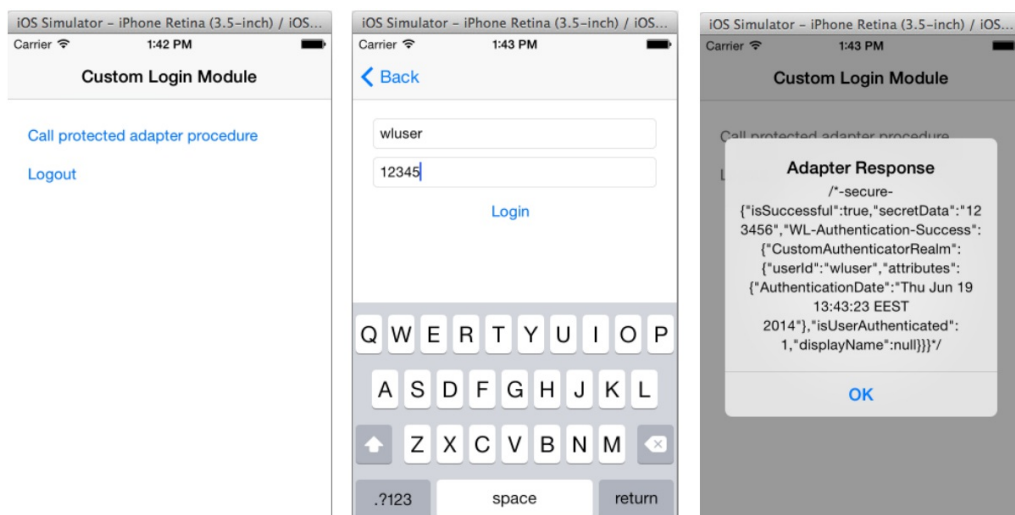 iOS Simulator – iPhone Retina (3.5–inch) / iOS...
Carrier 1:42 PM
Custom Login Module
Call protected adapter procedure
Logout
iOS Simulator – iPhone Retina (3.5–inch) / iOS...
Carrier 1:43 PM
Back
wluser
12345
Login
Q W E R T Y U I O P
A S D F G H J K L
Z X C V B N M
.?123 space return
iOS Simulator – iPhone Retina (3.5–inch) / iOS...
Carrier 1:43 PM
Custom Login Module
Call protected adapter procedure
L
Adapter Response
/*-secure-
{"isSuccessful":true,"secretData":"12
3456","WL-Authentication-Success":
{"CustomAuthenticatorRealm":
{"userId":"wluser","attributes":
{"AuthenticationDate":"Thu Jun 19
13:43:23 EEST
2014"},"isUserAuthenticated":
1,"displayName":null}}}*/
OK